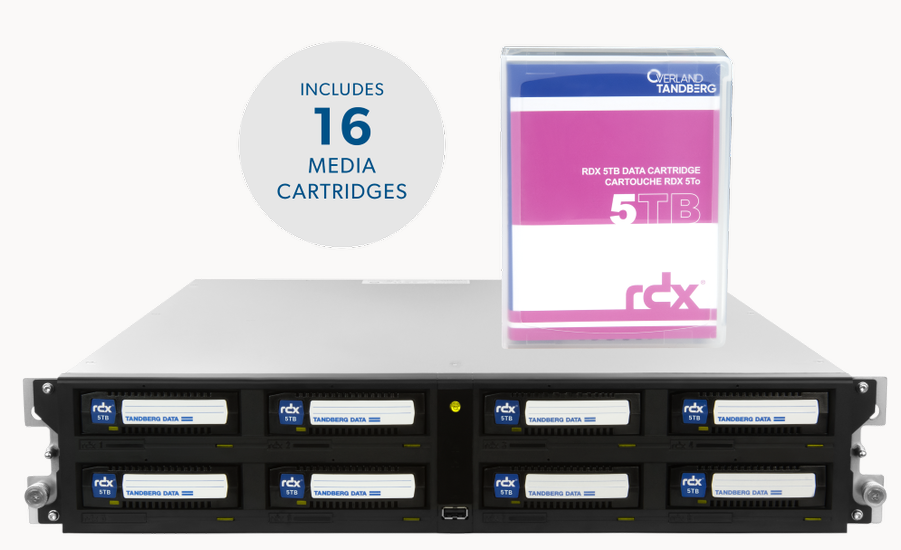 INCLUDES
16
MEDIA
CARTRIDGES
OVERLAND
TANDBERG
RDX 5TB DATA CARTRIDGE
CARTOUCHE RDX 5To
5TB
rdx®
rdx
5TB
TANDBERG DATA
rdx
5TB
TANDBERG DATA
rdx
5TB
TANDBERG DATA
rdx
5TB
TANDBERG DATA
rdx
5TB
TANDBERG DATA
rdx
5TB
TANDBERG DATA
rdx
5TB
TANDBERG DATA
rdx
5TB
TANDBERG DATA